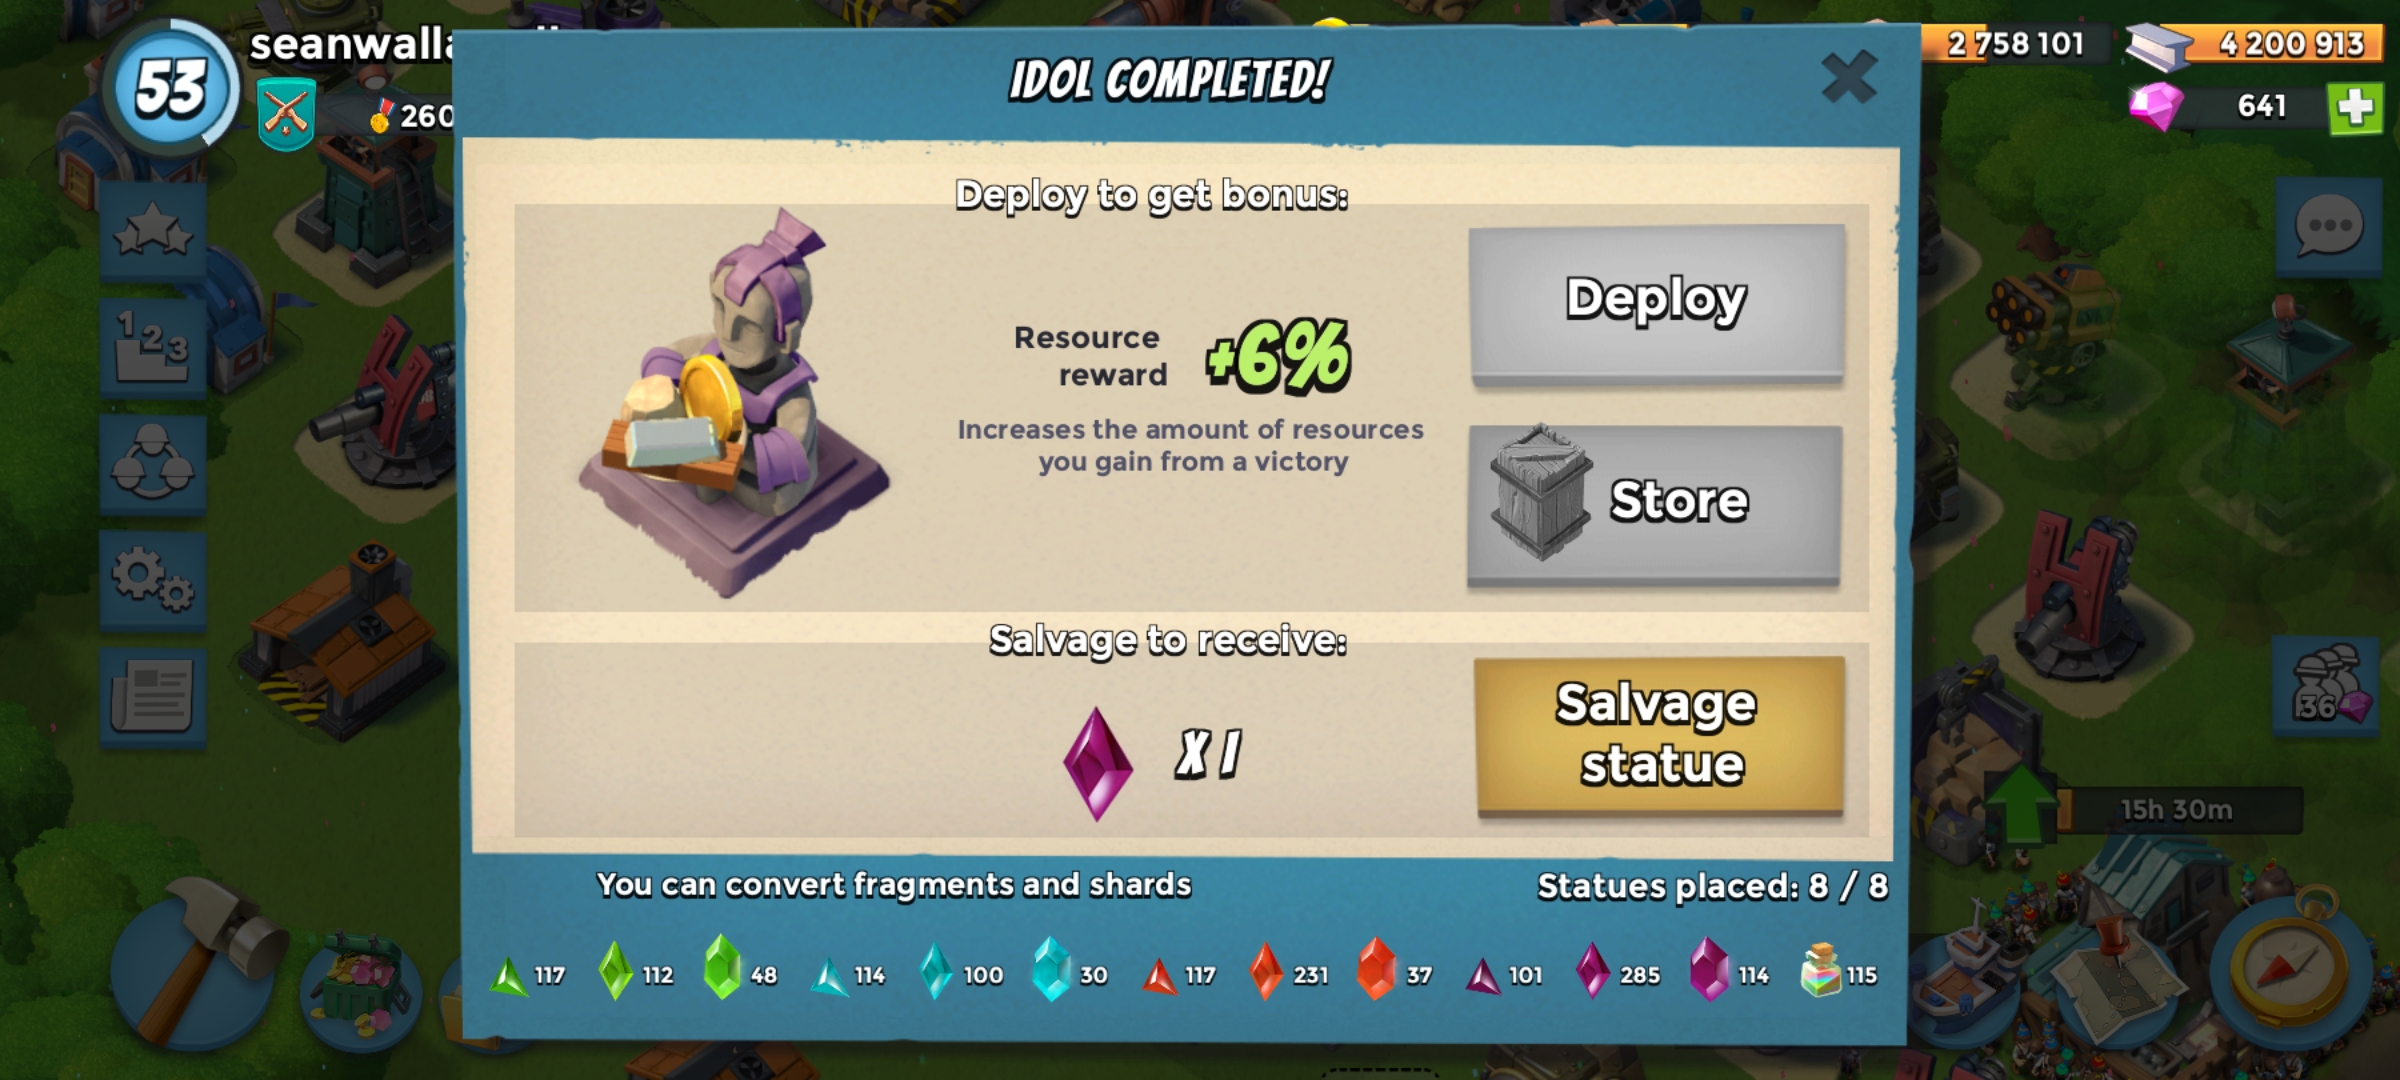 53
seanwalla
260
IDOL COMPLETED!
2 758 101
4 200 913
641
Deploy to get bonus:
Resource
reward
+6%
Increases the amount of resources
you gain from a victory
Deploy
Store
123
Salvage to receive:
X 1
Salvage
statue
36
15h 30m
You can convert fragments and shards
Statues placed: 8 / 8
117 112 48 114 100 30 117 231 37 101 285 114 115